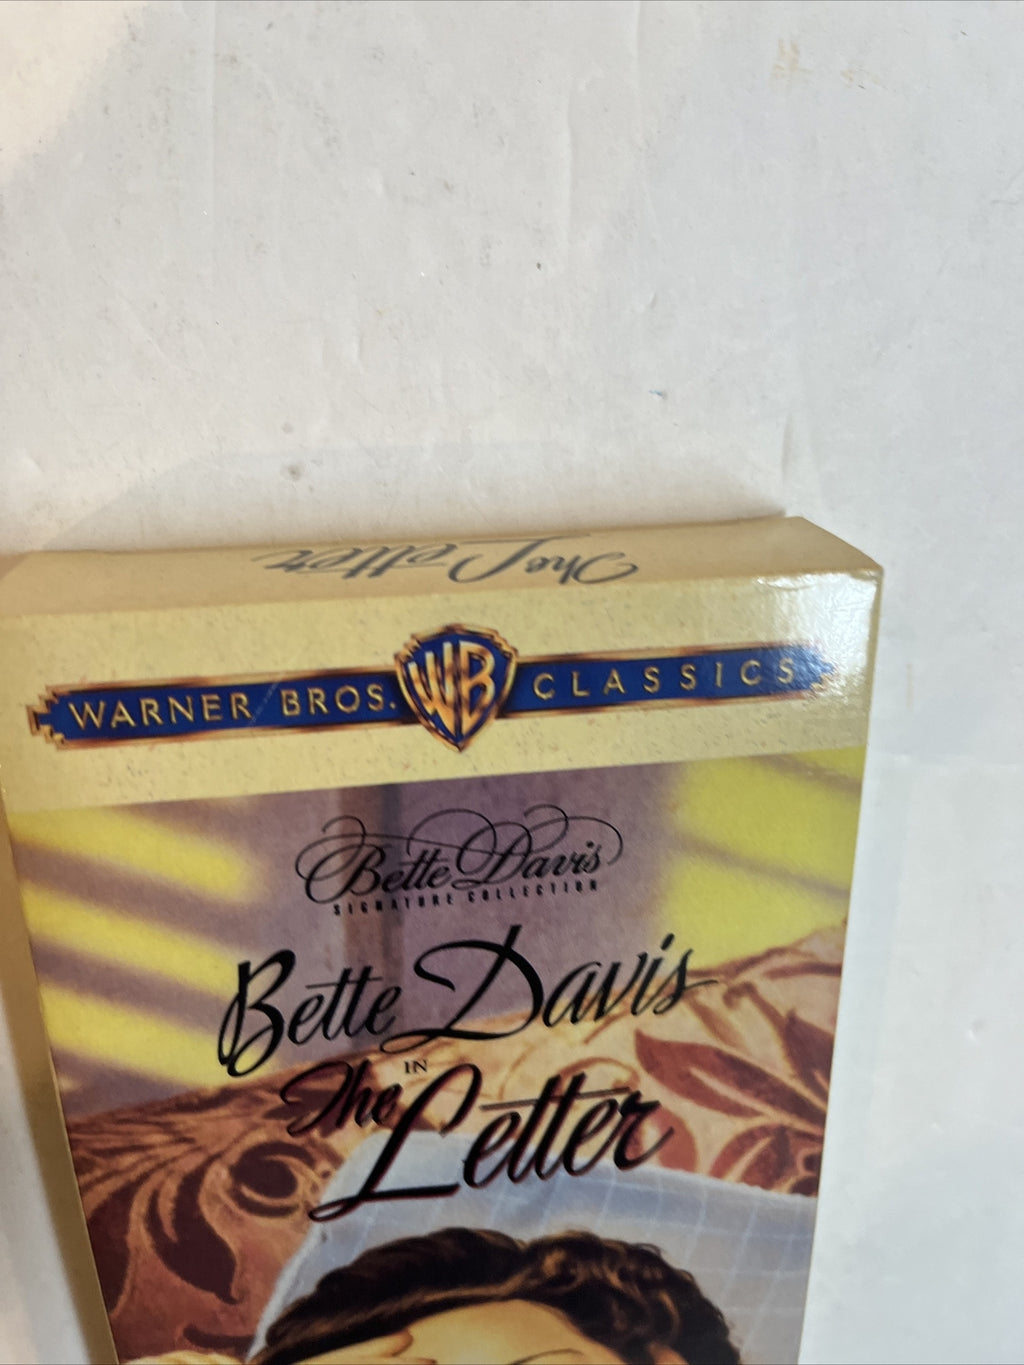 The Letter
WARNER BROS. WB CLASSICS
Bette Davis
SIGNATURE COLLECTION
Bette Davis
IN
The Letter